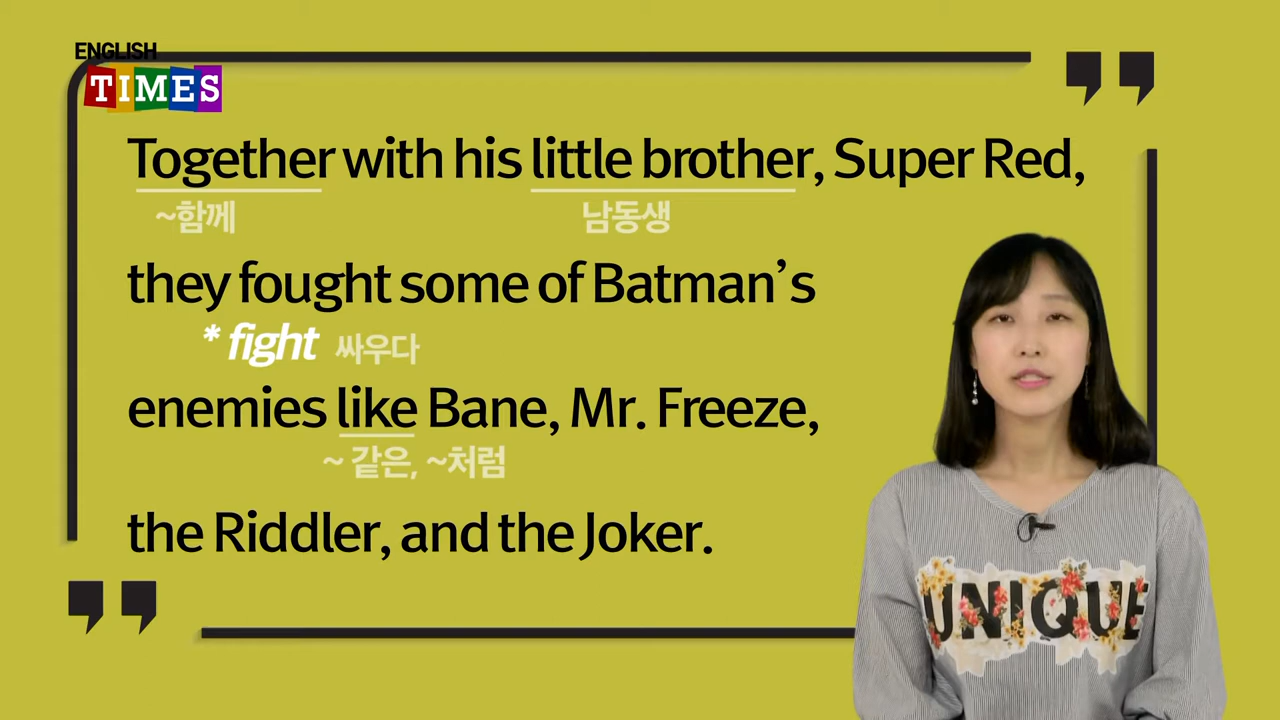 ENGLISH
TIMES
Together with his little brother, Super Red,
~함께 남동생
they fought some of Batman’s
* fight 싸우다
enemies like Bane, Mr. Freeze,
~ 같은, ~처럼
the Riddler, and the Joker.
UNIQUE